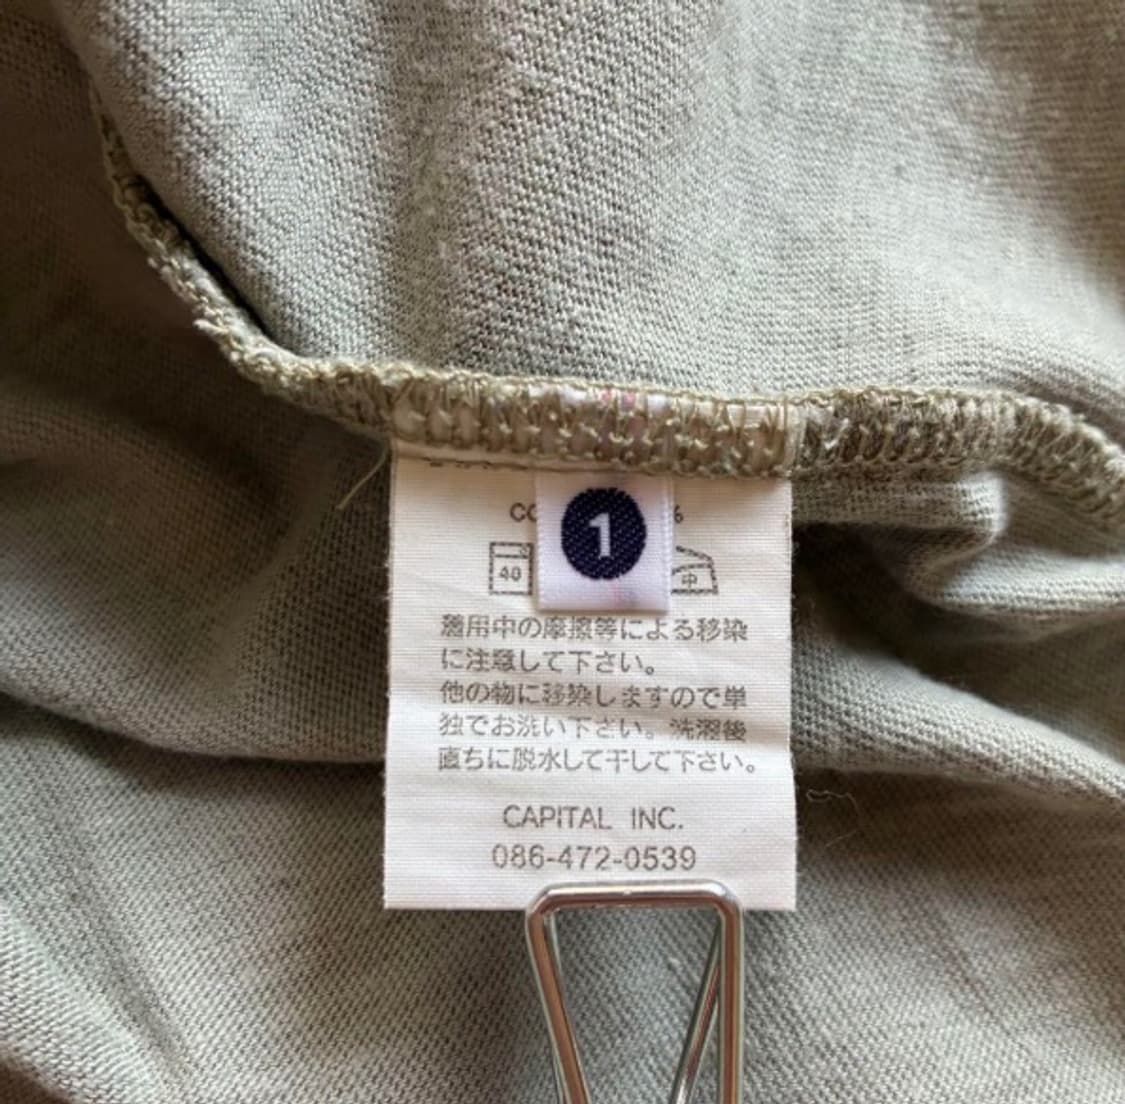 1
40
中
着用中の摩擦等による移染
に注意して下さい。
他の物に移染しますので単
独でお洗い下さい。洗濯後
直ちに脱水して干して下さい。
CAPITAL INC.
086-472-0539